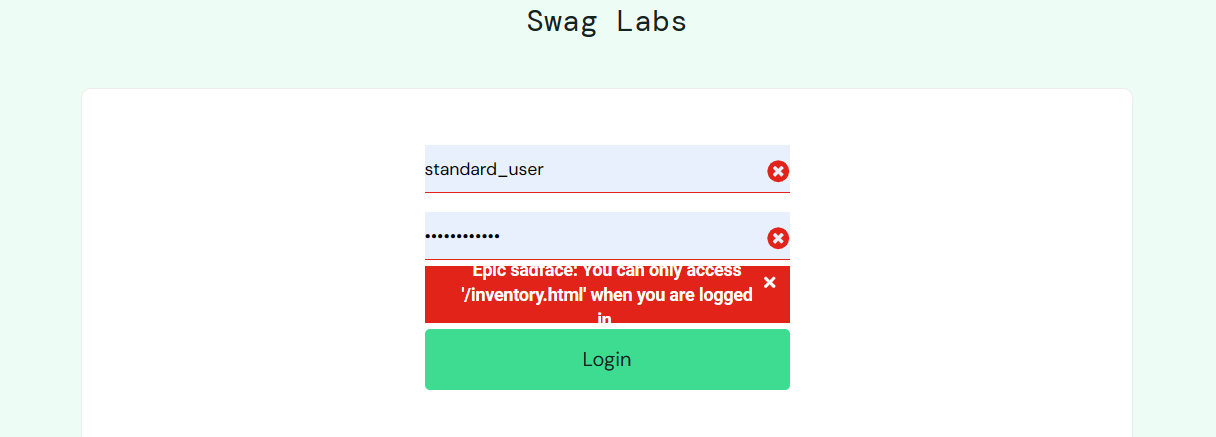 Swag Labs
standard_user
••••••••••••
Epic sadface: You can only access
'/inventory.html' when you are logged
in
Login